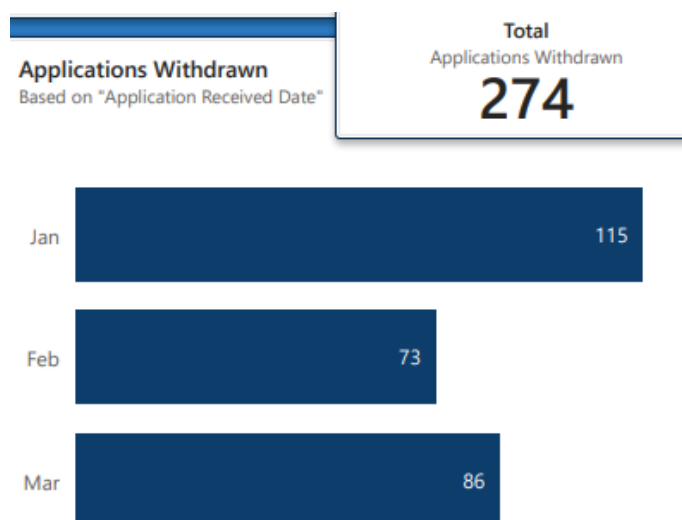 Total
Applications Withdrawn
274
Applications Withdrawn
Based on "Application Received Date"
Jan 115
Feb 73
Mar 86